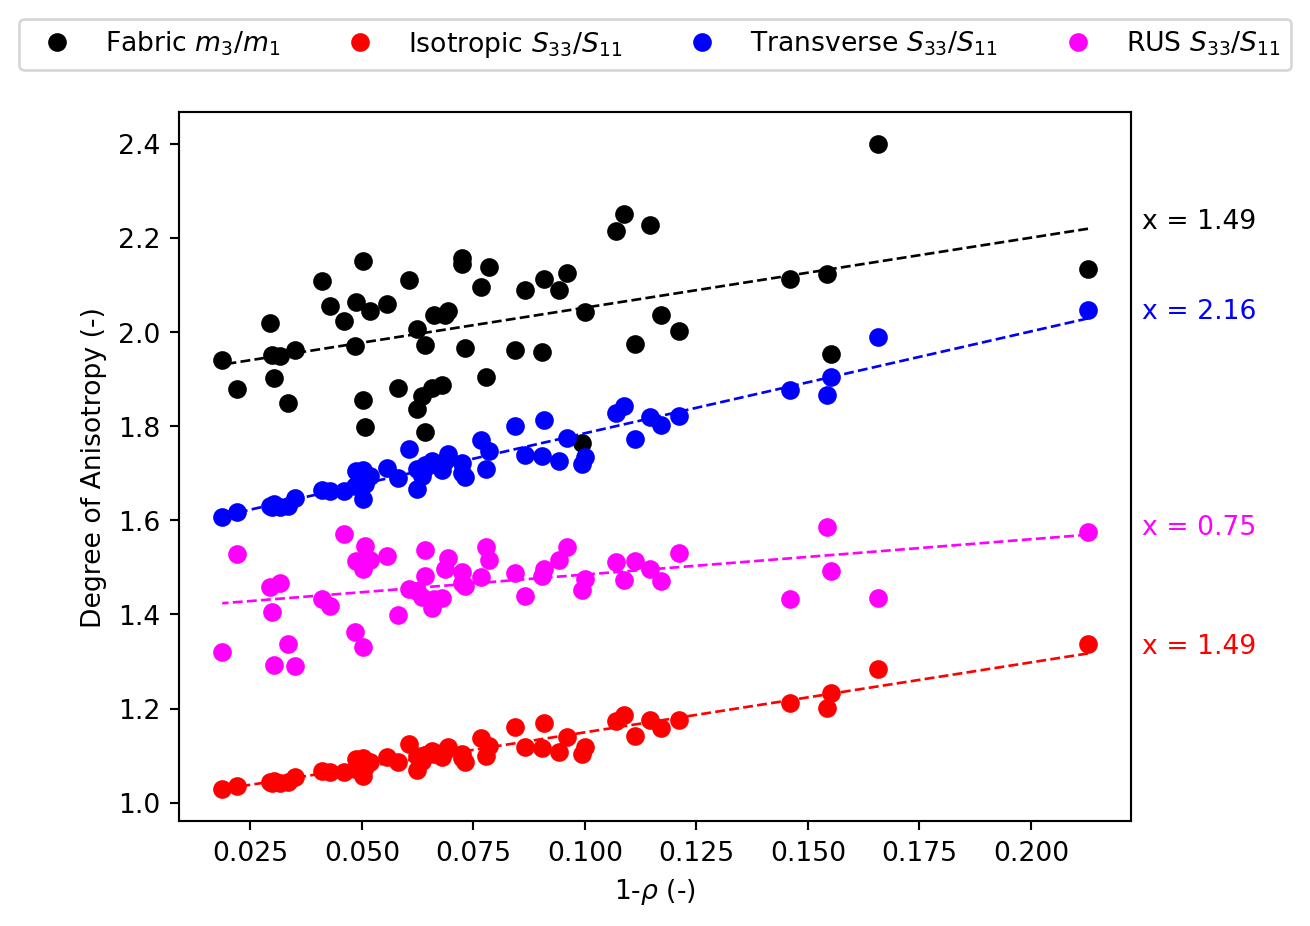 Fabric m₃/m₁ Isotropic S₃₃/S₁₁ Transverse S₃₃/S₁₁ RUS S₃₃/S₁₁
2.4
2.2
2.0
1.8
1.6
1.4
1.2
1.0
Degree of Anisotropy (-)
x = 1.49
x = 2.16
x = 0.75
x = 1.49
0.025 0.050 0.075 0.100 0.125 0.150 0.175 0.200
1-ρ (-)